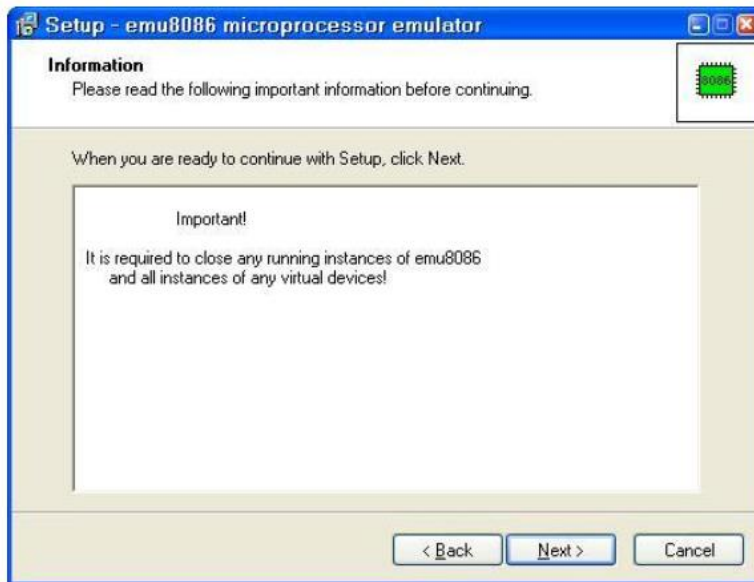 Setup - emu8086 microprocessor emulator
Information
Please read the following important information before continuing.
8086
When you are ready to continue with Setup, click Next.
Important!
It is required to close any running instances of emu8086
and all instances of any virtual devices!
< Back
Next >
Cancel